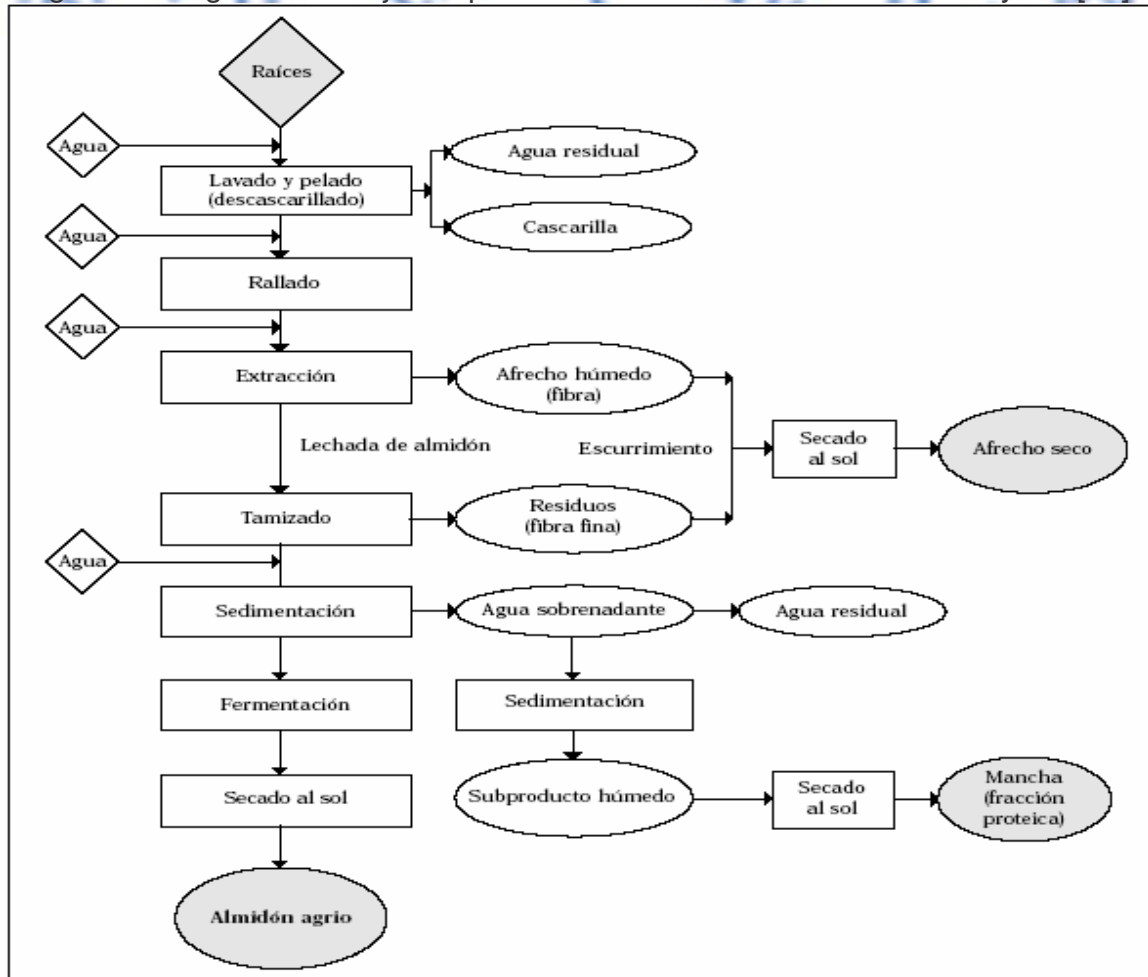 Raíces
Agua
Lavado y pelado
(descascarillado)
Agua residual
Cascarilla
Agua
Rallado
Agua
Extracción
Afrecho húmedo
(fibra)
Lechada de almidón
Escurrimiento
Secado
al sol
Afrecho seco
Tamizado
Residuos
(fibra fina)
Agua
Sedimentación
Agua sobrenadante
Agua residual
Fermentación
Sedimentación
Secado al sol
Subproducto húmedo
Secado
al sol
Mancha
(fracción
proteica)
Almidón agrio